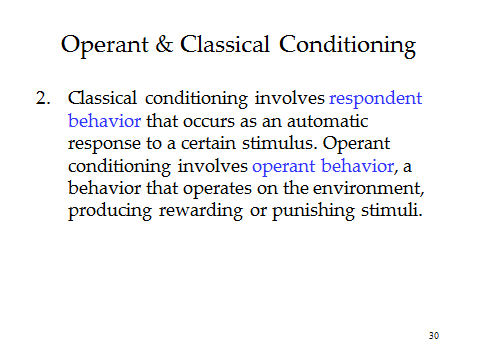 Operant & Classical Conditioning
2. Classical conditioning involves respondent
behavior that occurs as an automatic
response to a certain stimulus. Operant
conditioning involves operant behavior, a
behavior that operates on the environment,
producing rewarding or punishing stimuli.
30